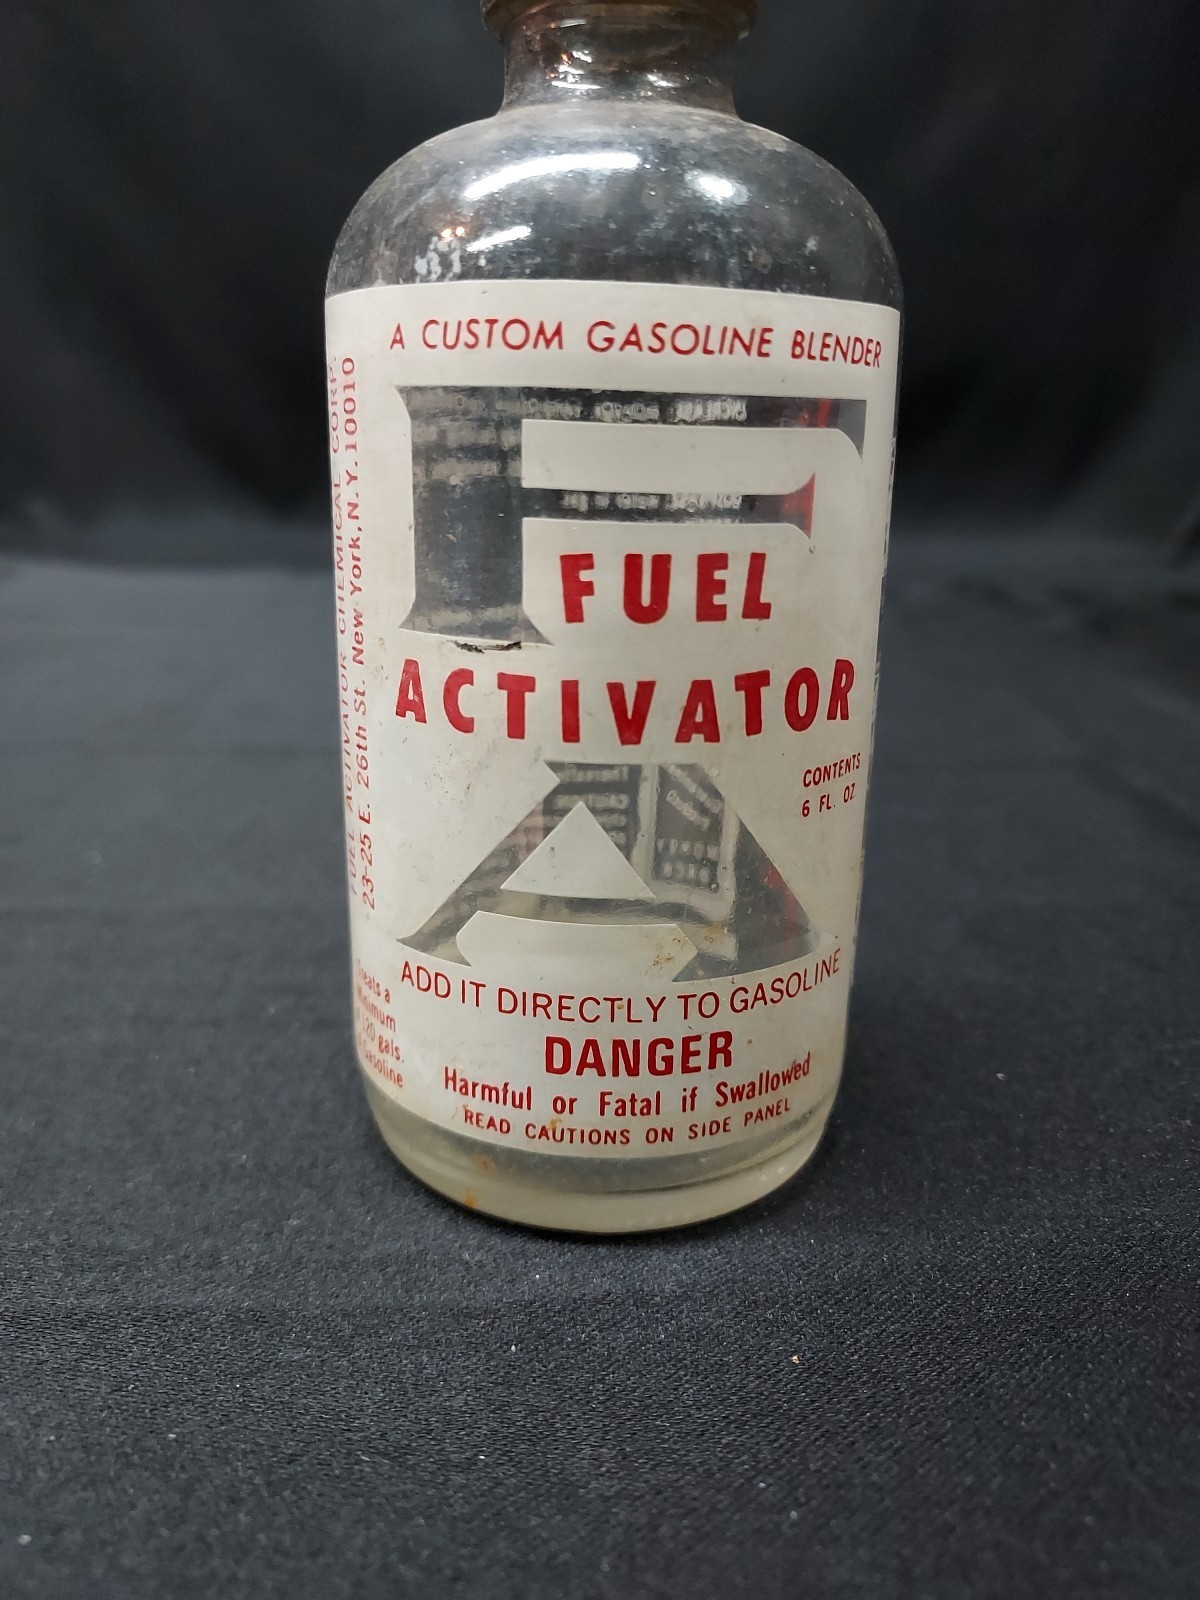 A CUSTOM GASOLINE BLENDER
F
FUEL
ACTIVATOR
CONTENTS
6 FL. OZ
A
ADD IT DIRECTLY TO GASOLINE
DANGER
Harmful or Fatal if Swallowed
READ CAUTIONS ON SIDE PANEL
FUEL ACTIVATOR CHEMICAL CORP.
23-25 E. 26th St. New York, N.Y. 10010
a
120 gals.
Gasoline